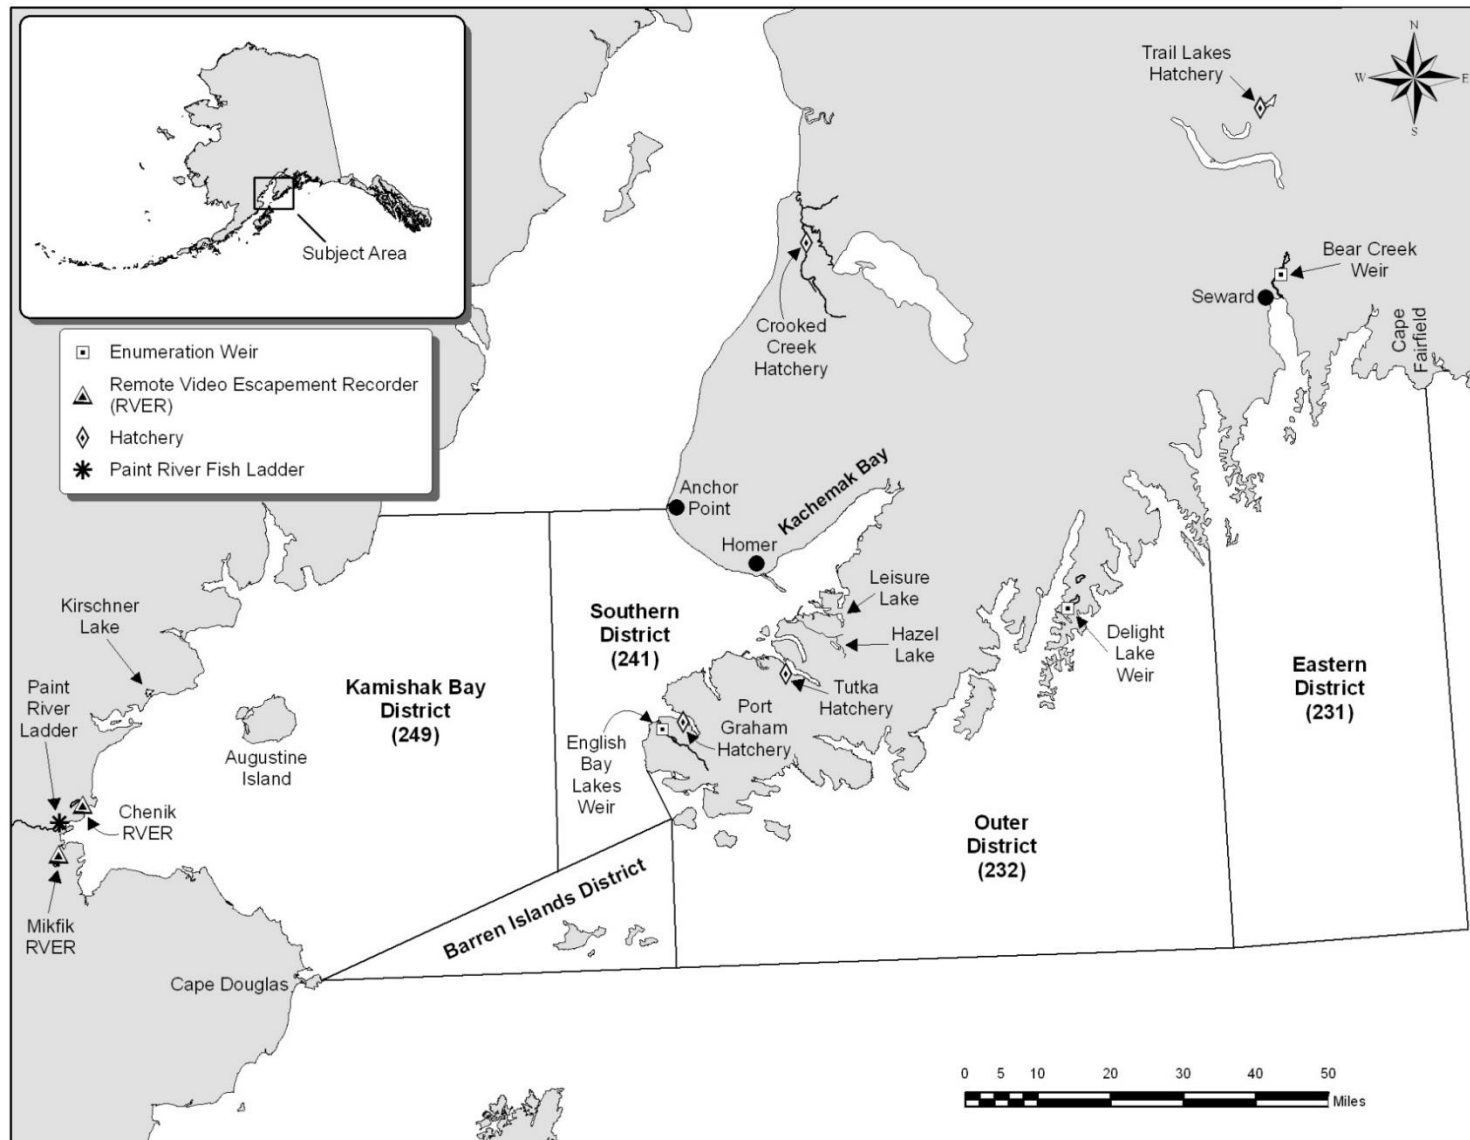 Subject Area
Enumeration Weir
Remote Video Escapement Recorder
(RVER)
Hatchery
Paint River Fish Ladder
Trail Lakes
Hatchery
N
W
E
S
Bear Creek
Weir
Seward
Cape
Fairfield
Crooked
Creek
Hatchery
Anchor
Point
Kachemak Bay
Homer
Leisure
Lake
Hazel
Lake
Kirschner
Lake
Southern
District
(241)
Delight
Lake
Weir
Eastern
District
(231)
Paint
River
Ladder
Kamishak Bay
District
(249)
Tutka
Hatchery
Port
Graham
Hatchery
Augustine
Island
English
Bay
Lakes
Weir
Chenik
RVER
Outer
District
(232)
Mikfik
RVER
Barren Islands District
Cape Douglas
0 5 10 20 30 40 50
Miles